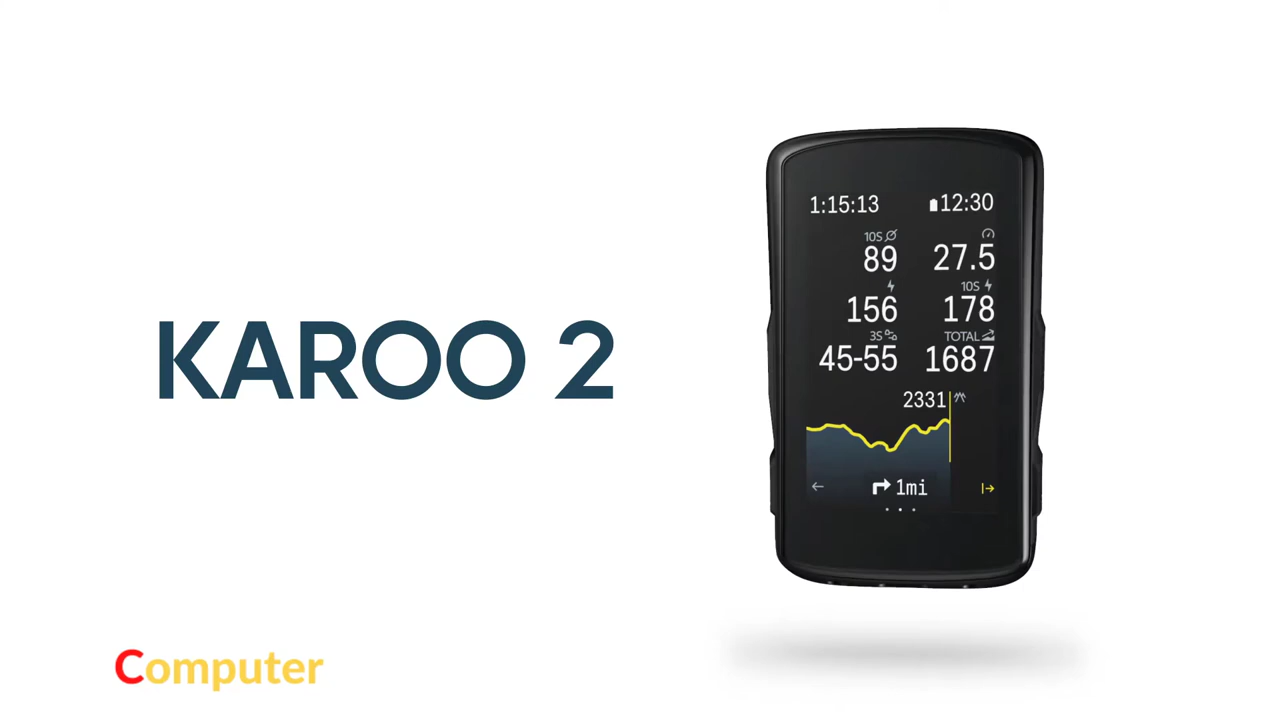 KAROO 2
1:15:13 12:30
10S
89 27.5
10S
156 178
3S TOTAL
45-55 1687
2331
1mi
Computer